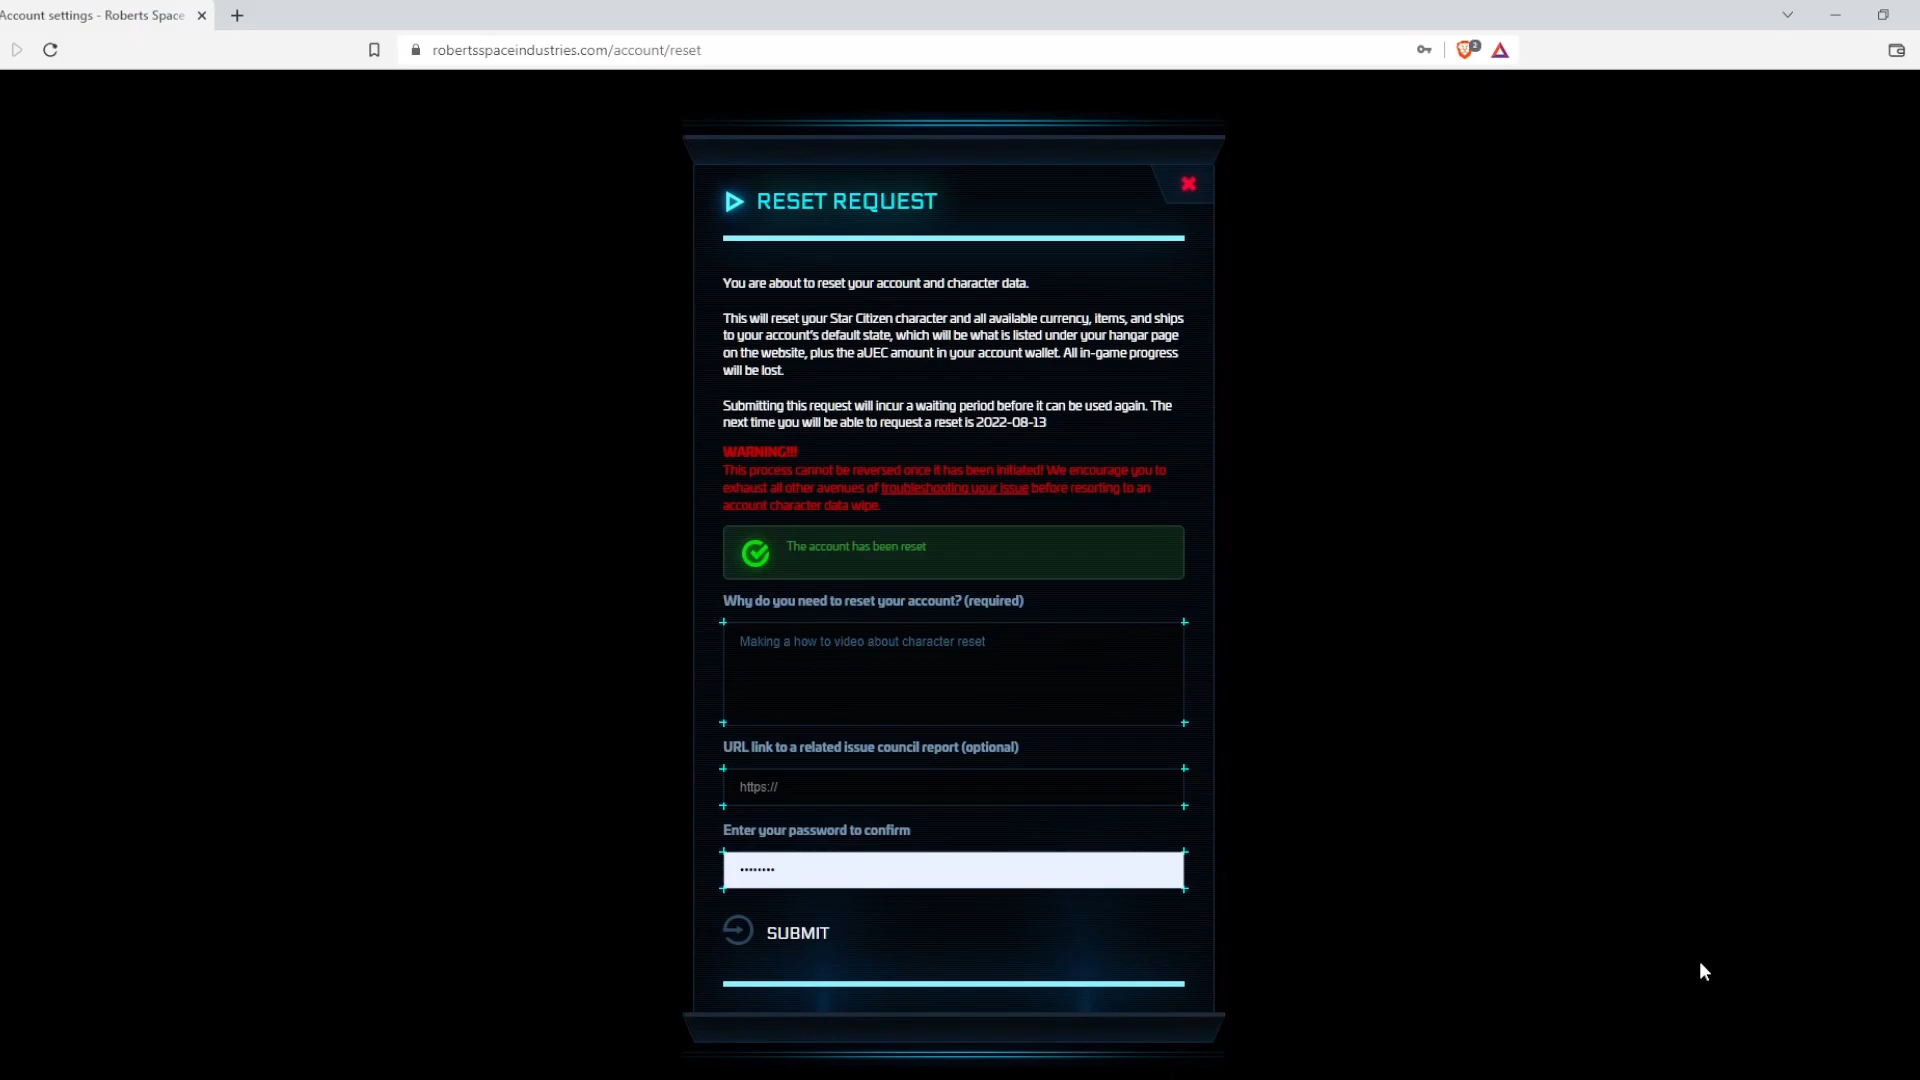 Account settings - Roberts Space
robertsspaceindustries.com/account/reset
2
RESET REQUEST
You are about to reset your account and character data.
This will reset your Star Citizen character and all available currency, items, and ships
to your account's default state, which will be what is listed under your hangar page
on the website, plus the aUEC amount in your account wallet. All in-game progress
will be lost.
Submitting this request will incur a waiting period before it can be used again. The
next time you will be able to request a reset is 2022-08-13
WARNING!!!
This process cannot be reversed once it has been initiated! We encourage you to
exhaust all other avenues of troubleshooting your issue before resorting to an
account character data wipe.
The account has been reset
Why do you need to reset your account? (required)
Making a how to video about character reset
URL link to a related issue council report (optional)
https://
Enter your password to confirm
••••••••
SUBMIT